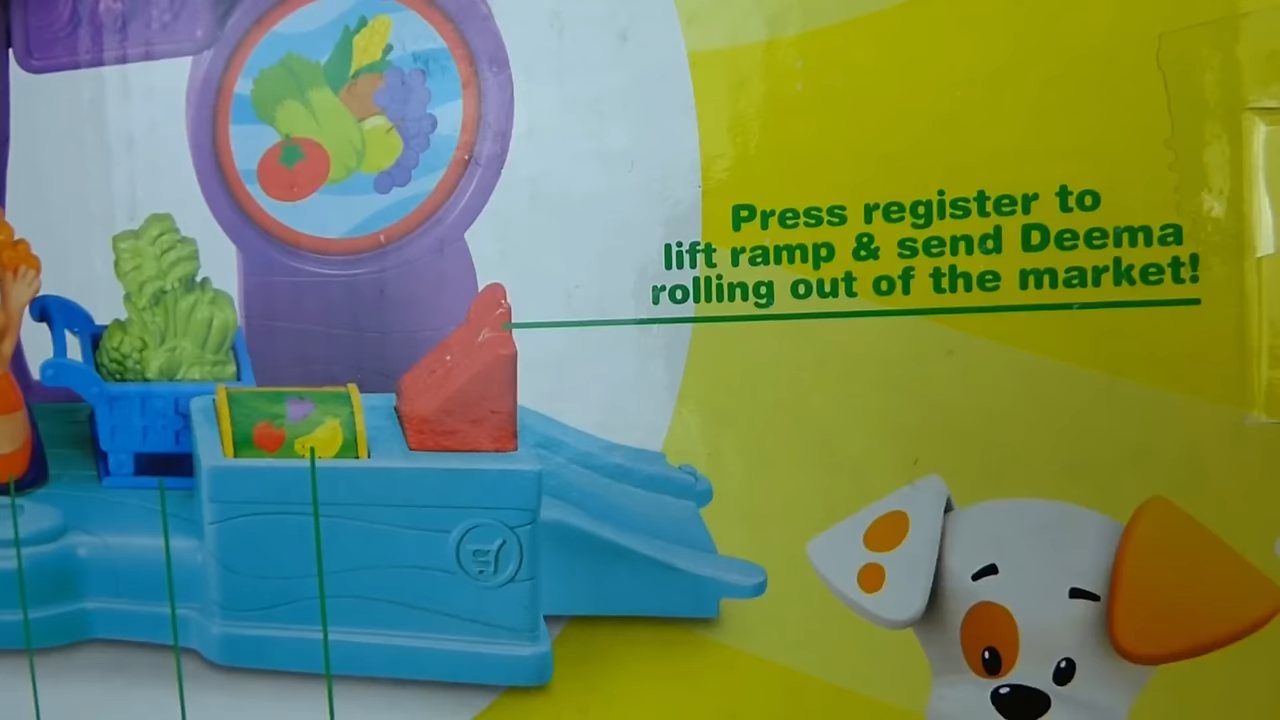 Press register to
lift ramp & send Deema
rolling out of the market!